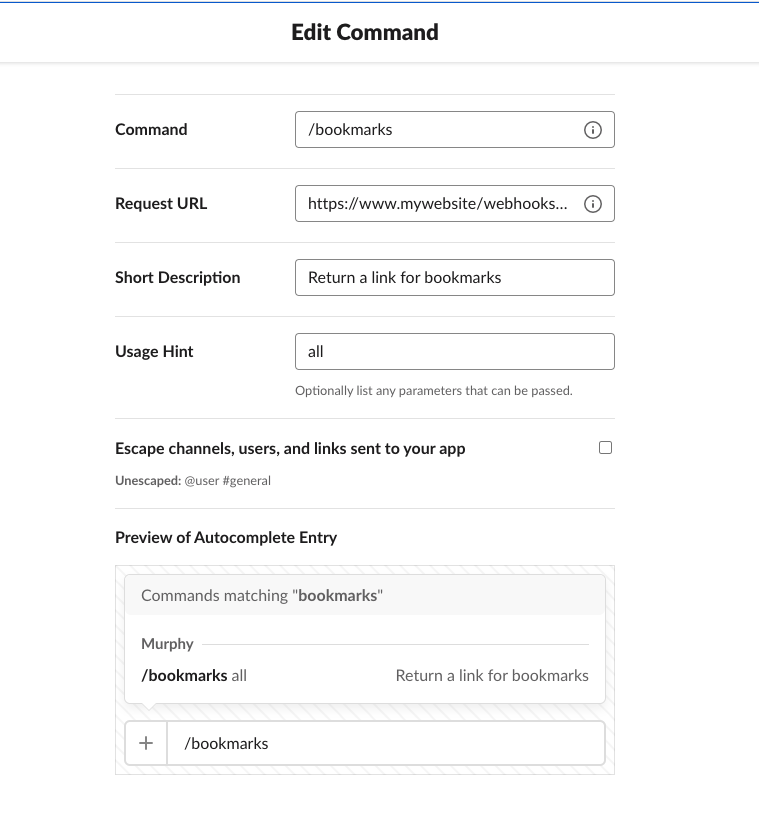 Edit Command
Command
/bookmarks
Request URL
https://www.mywebsite/webhooks...
Short Description
Return a link for bookmarks
Usage Hint
all
Optionally list any parameters that can be passed.
Escape channels, users, and links sent to your app
Unescaped: @user #general
Preview of Autocomplete Entry
Commands matching "bookmarks"
Murphy
/bookmarks all
Return a link for bookmarks
/bookmarks